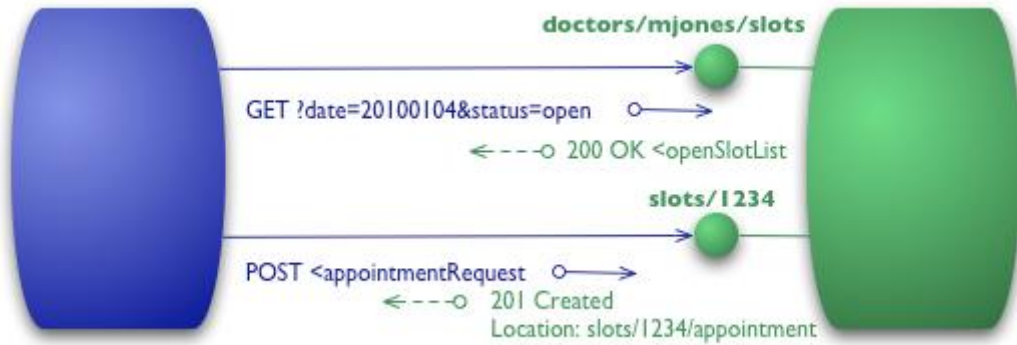 doctors/mjones/slots
GET ?date=20100104&status=open
200 OK <openSlotList
slots/1234
POST <appointmentRequest
201 Created
Location: slots/1234/appointment